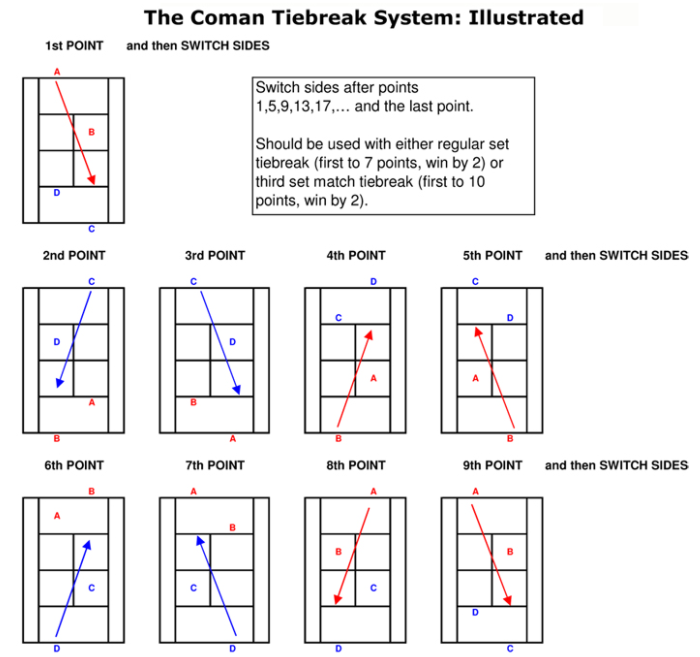 The Coman Tiebreak System: Illustrated
1st POINT and then SWITCH SIDES
A
B
D
C
Switch sides after points
1,5,9,13,17,... and the last point.
Should be used with either regular set
tiebreak (first to 7 points, win by 2) or
third set match tiebreak (first to 10
points, win by 2).
2nd POINT 3rd POINT 4th POINT 5th POINT and then SWITCH SIDES
C C D C
C D
D D
A A
A B
B A B B
6th POINT 7th POINT 8th POINT 9th POINT and then SWITCH SIDES
B A A A
A B
B B
C C C
D
D D D C